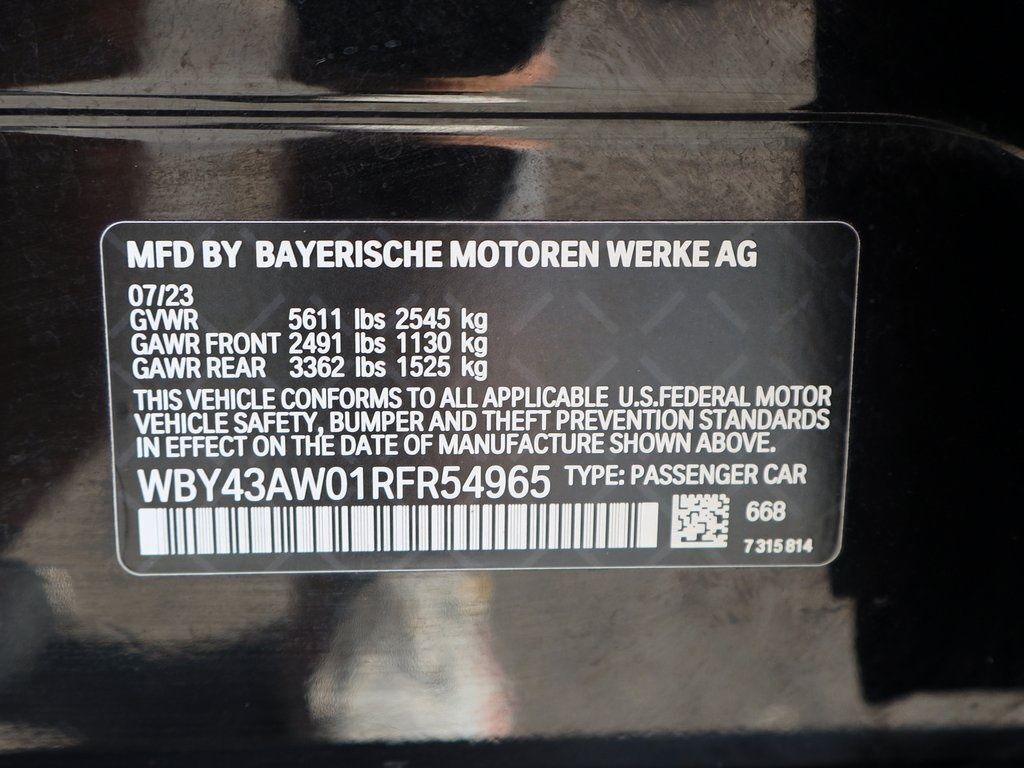 MFD BY BAYERISCHE MOTOREN WERKE AG
07/23
GVWR 5611 lbs 2545 kg
GAWR FRONT 2491 lbs 1130 kg
GAWR REAR 3362 lbs 1525 kg
THIS VEHICLE CONFORMS TO ALL APPLICABLE U.S.FEDERAL MOTOR
VEHICLE SAFETY, BUMPER AND THEFT PREVENTION STANDARDS
IN EFFECT ON THE DATE OF MANUFACTURE SHOWN ABOVE.
WBY43AW01RFR54965 TYPE: PASSENGER CAR
668
7 315 814